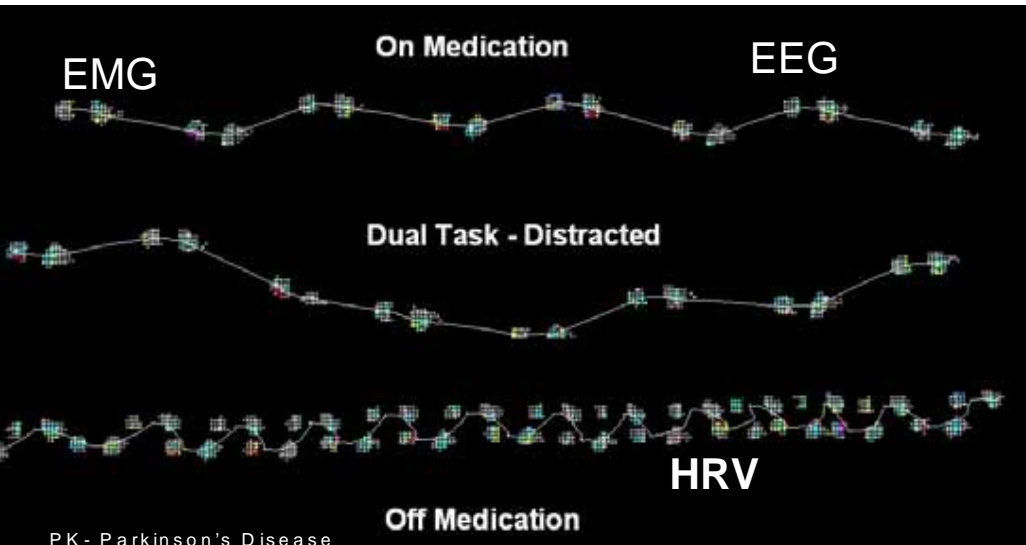 On Medication
EMG
EEG
Dual Task - Distracted
HRV
Off Medication
PK- Parkinson's Disease